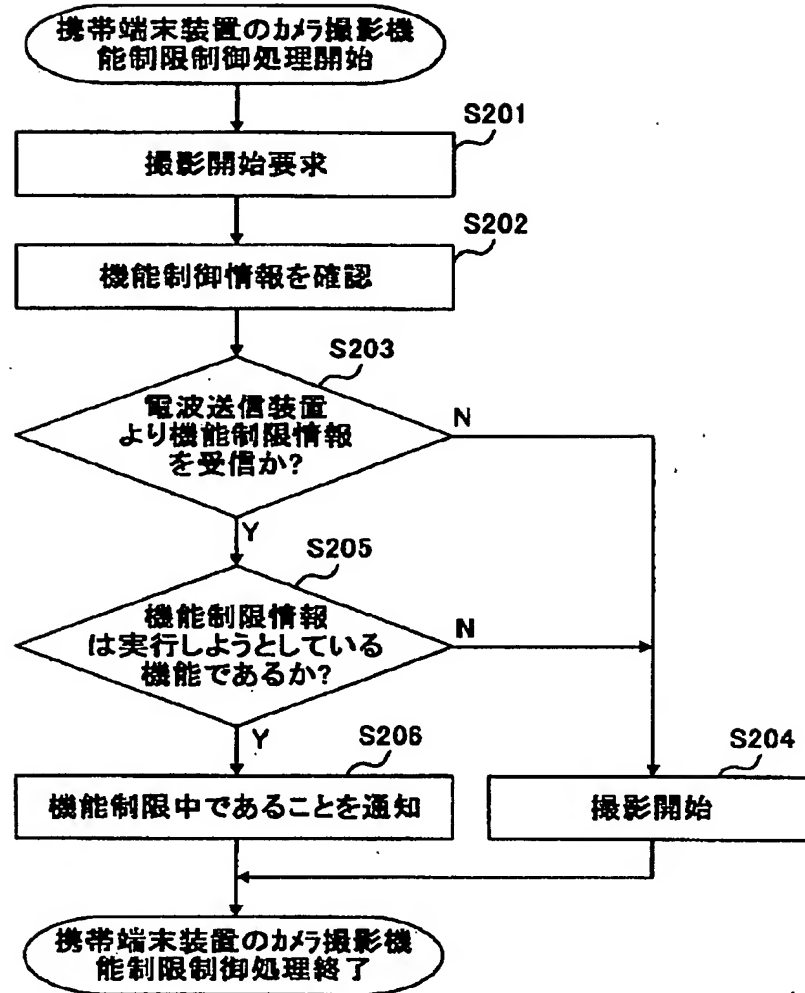 携帯端末装置のカメラ撮影機
能制限制御処理開始
S201
撮影開始要求
S202
機能制御情報を確認
S203
電波送信装置
より機能制限情報
を受信か?
N
Y
S205
機能制限情報
は実行しようとしている
機能であるか?
N
Y
S206
機能制限中であることを通知
S204
撮影開始
携帯端末装置のカメラ撮影機
能制限制御処理終了